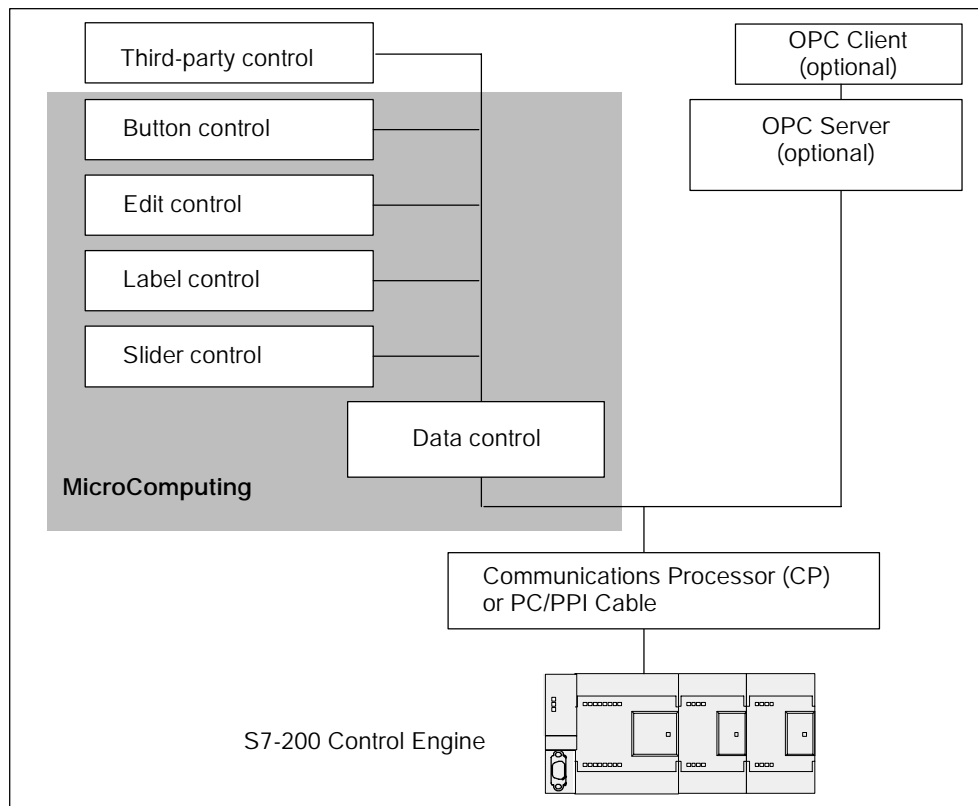 Third-party control
OPC Client
(optional)
Button control
OPC Server
(optional)
Edit control
Label control
Slider control
Data control
MicroComputing
Communications Processor (CP)
or PC/PPI Cable
S7-200 Control Engine